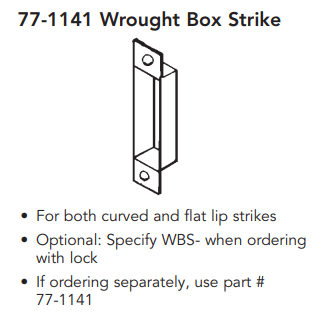 77-1141 Wrought Box Strike
• For both curved and flat lip strikes
• Optional: Specify WBS- when ordering
with lock
• If ordering separately, use part #
77-1141